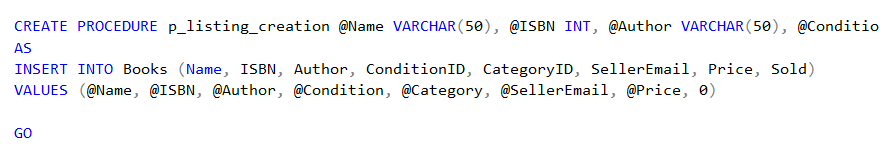 CREATE PROCEDURE p_listing_creation @Name VARCHAR(50), @ISBN INT, @Author VARCHAR(50), @Conditio
AS
INSERT INTO Books (Name, ISBN, Author, ConditionID, CategoryID, SellerEmail, Price, Sold)
VALUES (@Name, @ISBN, @Author, @Condition, @Category, @SellerEmail, @Price, 0)
GO